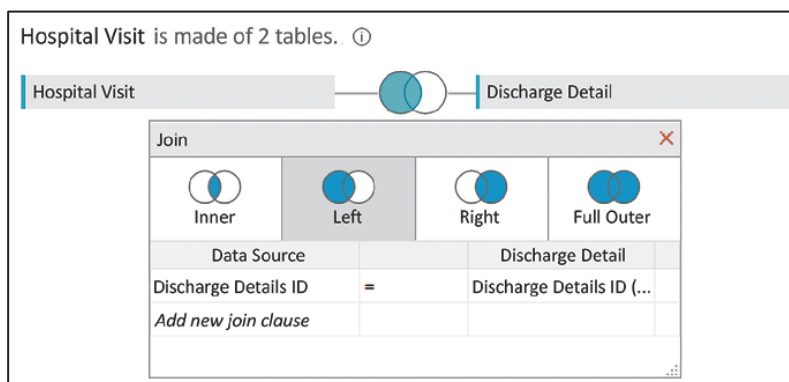 Hospital Visit is made of 2 tables.
Hospital Visit
Discharge Detail
Join
Inner
Left
Right
Full Outer
Data Source
Discharge Detail
Discharge Details ID = Discharge Details ID (...
Add new join clause